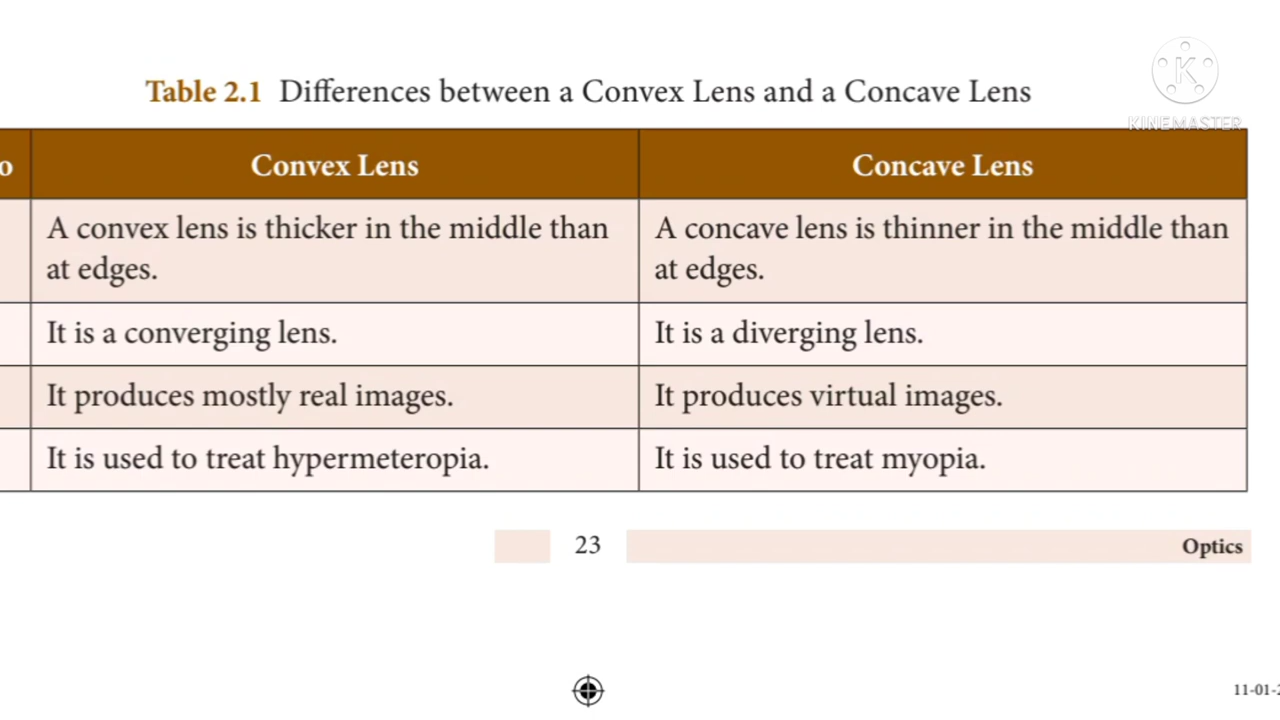 K
KINEMASTER
Table 2.1 Differences between a Convex Lens and a Concave Lens
o
Convex Lens
Concave Lens
A convex lens is thicker in the middle than
at edges.
A concave lens is thinner in the middle than
at edges.
It is a converging lens.
It is a diverging lens.
It produces mostly real images.
It produces virtual images.
It is used to treat hypermeteropia.
It is used to treat myopia.
23
Optics
11-01-2